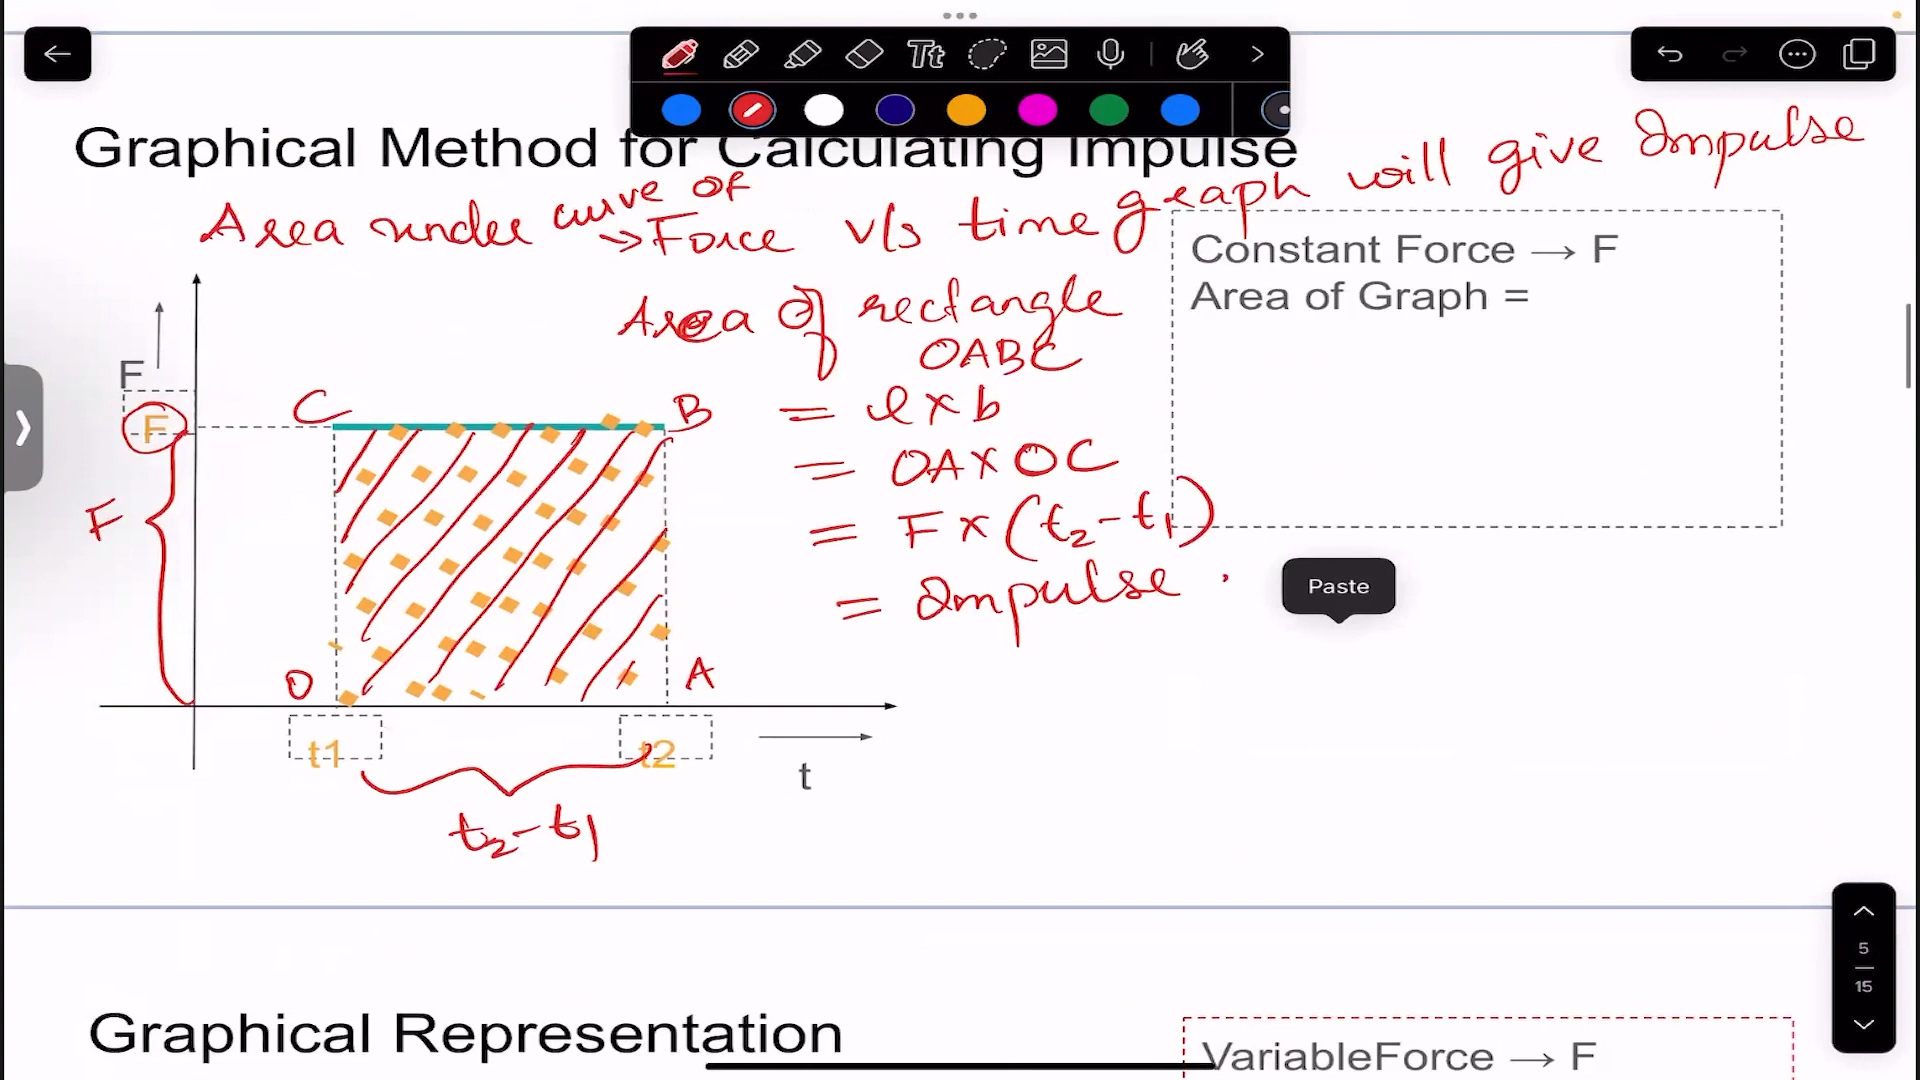 Tt
Graphical Method for Calculating Impulse
Area under curve of Force v/s time graph will give Impulse
Constant Force → F
Area of Graph =
Area of rectangle
OABC
F
F
C
B
= l x b
= OA x OC
F
= F x (t2-t1)
= Impulse .
Paste
O
A
t1
t2
t
t2-t1
5
15
Graphical Representation
VariableForce → F